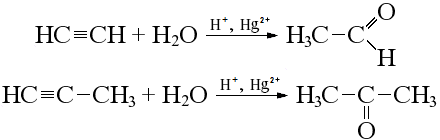 HC≡CH + H₂O H⁺, Hg²⁺ → H₃C–C=O–H
HC≡C–CH₃ + H₂O H⁺, Hg²⁺ → H₃C–C(=O)–CH₃